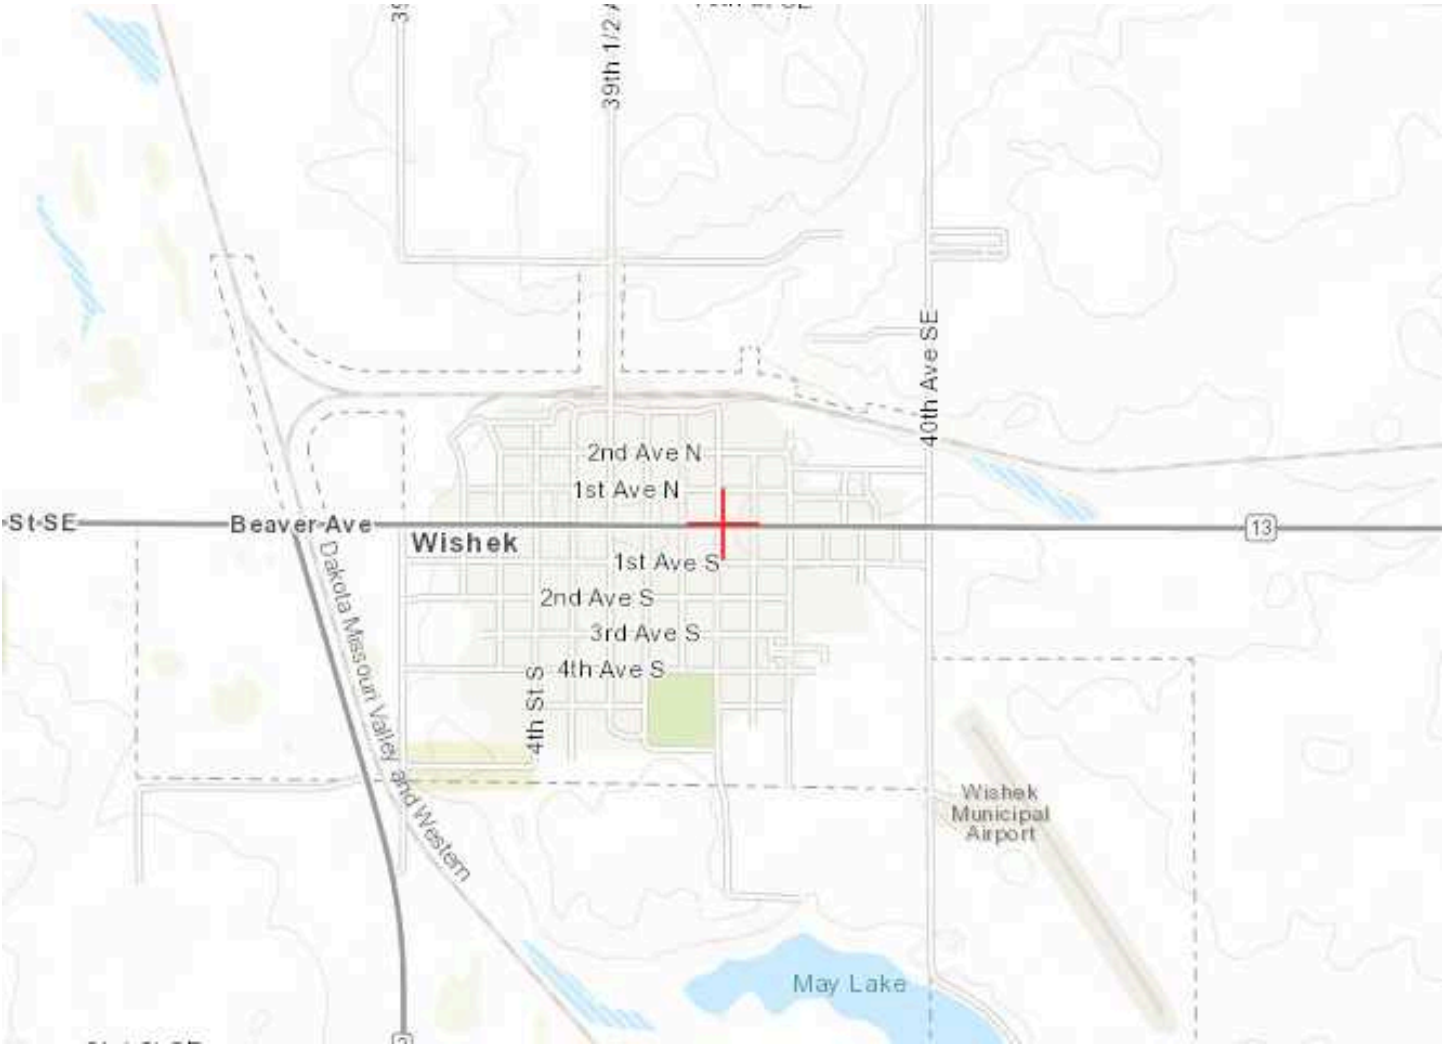 39th 1/2 A
40th Ave SE
2nd Ave N
1st Ave N
St SE
Beaver Ave
13
Wishek
1st Ave S
2nd Ave S
3rd Ave S
4th Ave S
4th St S
Dakota Missouri Valley and Western
Wishek
Municipal
Airport
May Lake